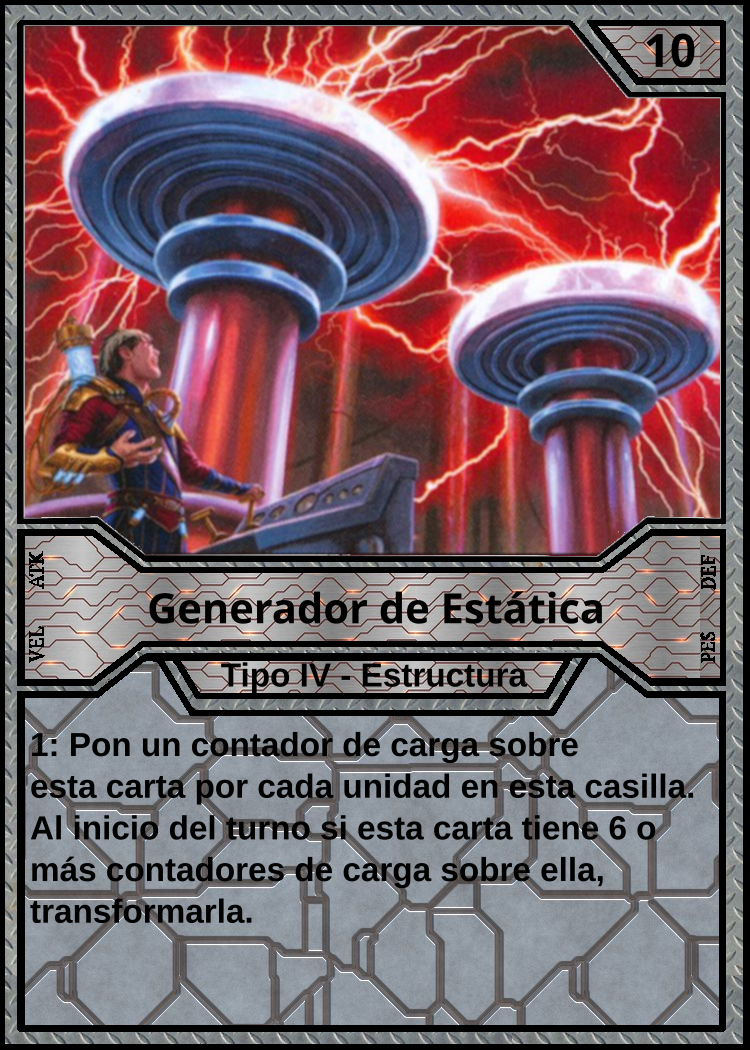 10
ATK
DEF
Generador de Estática
VEL
PES
Tipo IV - Estructura
1: Pon un contador de carga sobre
esta carta por cada unidad en esta casilla.
Al inicio del turno si esta carta tiene 6 o
más contadores de carga sobre ella,
transformarla.